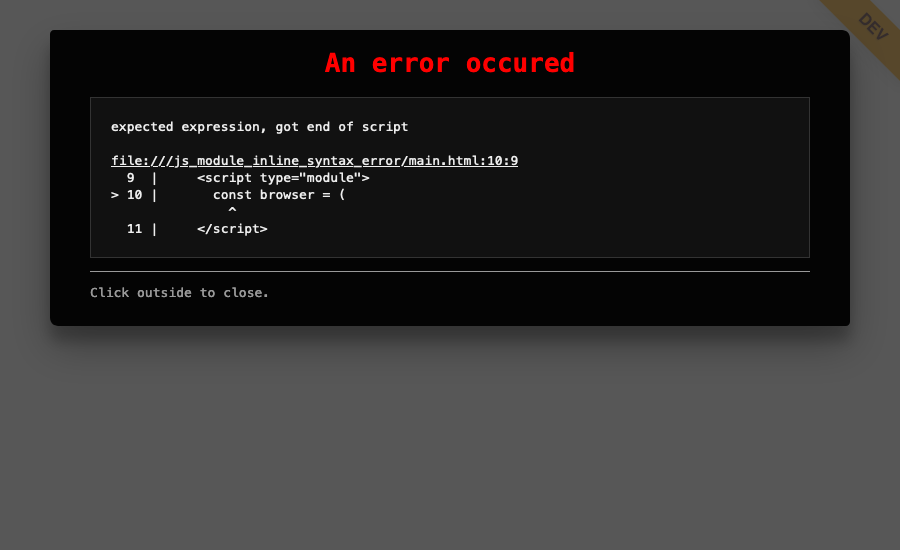 DEV
An error occured
expected expression, got end of script
file:///js_module_inline_syntax_error/main.html:10:9
  9  |     <script type="module">
> 10 |       const browser = (
               ^
  11 |     </script>
Click outside to close.